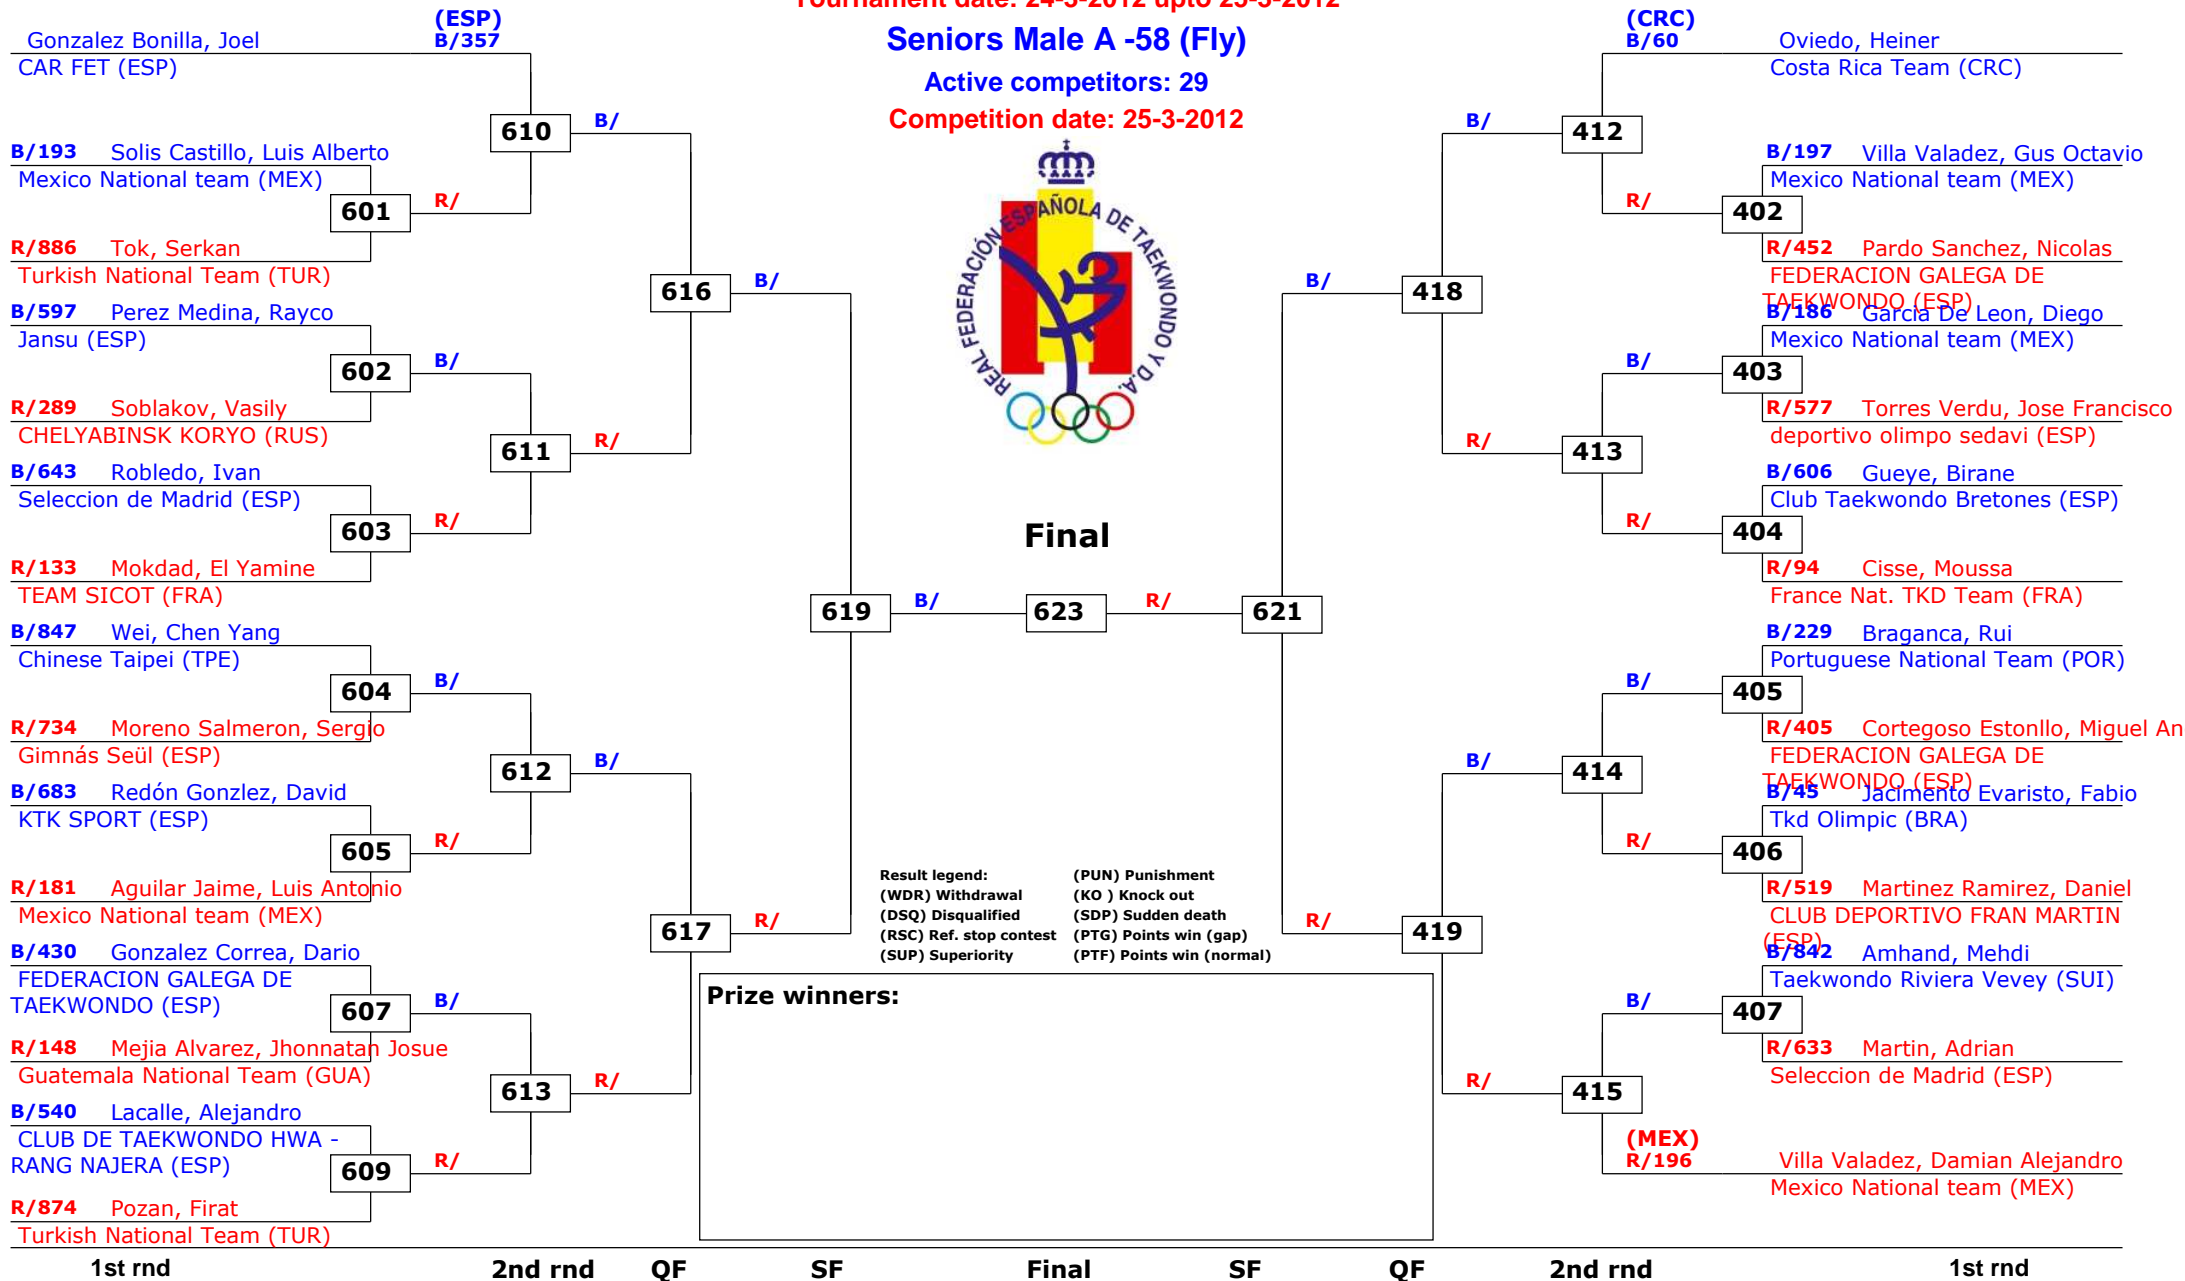 Tournament date: 24-3-2012 upto 25-3-2012
Seniors Male A -58 (Fly)
Active competitors: 29
Competition date: 25-3-2012
REAL FEDERACIÓN ESPAÑOLA DE TAEKWONDO Y D.A.
(ESP)
Gonzalez Bonilla, Joel B/357
CAR FET (ESP)
610 B/
B/193 Solis Castillo, Luis Alberto
Mexico National team (MEX)
601 R/
R/886 Tok, Serkan
Turkish National Team (TUR)
616 B/
B/597 Perez Medina, Rayco
Jansu (ESP)
602 B/
R/289 Soblakov, Vasily
CHELYABINSK KORYO (RUS)
611 R/
B/643 Robledo, Ivan
Seleccion de Madrid (ESP)
603 R/
R/133 Mokdad, El Yamine
TEAM SICOT (FRA)
619 B/
B/847 Wei, Chen Yang
Chinese Taipei (TPE)
604 B/
R/734 Moreno Salmeron, Sergio
Gimnás Seül (ESP)
612 B/
B/683 Redón Gonzlez, David
KTK SPORT (ESP)
605 R/
R/181 Aguilar Jaime, Luis Antonio
Mexico National team (MEX)
617 R/
B/430 Gonzalez Correa, Dario
FEDERACION GALEGA DE
TAEKWONDO (ESP)
607 B/
R/148 Mejia Alvarez, Jhonnatan Josue
Guatemala National Team (GUA)
613 R/
B/540 Lacalle, Alejandro
CLUB DE TAEKWONDO HWA -
RANG NAJERA (ESP)
609 R/
R/874 Pozan, Firat
Turkish National Team (TUR)
Final
623 R/
(CRC)
B/60 Oviedo, Heiner
Costa Rica Team (CRC)
B/ 412
B/197 Villa Valadez, Gus Octavio
Mexico National team (MEX)
R/ 402
R/452 Pardo Sanchez, Nicolas
FEDERACION GALEGA DE
TAEKWONDO (ESP)
B/ 418
B/186 Garcia De Leon, Diego
Mexico National team (MEX)
B/ 403
R/577 Torres Verdu, Jose Francisco
deportivo olimpo sedavi (ESP)
R/ 413
B/606 Gueye, Birane
Club Taekwondo Bretones (ESP)
R/ 404
R/94 Cisse, Moussa
France Nat. TKD Team (FRA)
621
B/229 Braganca, Rui
Portuguese National Team (POR)
B/ 405
R/405 Cortegoso Estonllo, Miguel An
FEDERACION GALEGA DE
TAEKWONDO (ESP)
B/ 414
B/45 Jacimento Evaristo, Fabio
Tkd Olimpic (BRA)
R/ 406
R/519 Martinez Ramirez, Daniel
CLUB DEPORTIVO FRAN MARTIN
(ESP)
R/ 419
B/842 Amhand, Mehdi
Taekwondo Riviera Vevey (SUI)
B/ 407
R/633 Martin, Adrian
Seleccion de Madrid (ESP)
R/ 415
(MEX)
R/196 Villa Valadez, Damian Alejandro
Mexico National team (MEX)
Result legend: (PUN) Punishment
(WDR) Withdrawal (KO ) Knock out
(DSQ) Disqualified (SDP) Sudden death
(RSC) Ref. stop contest (PTG) Points win (gap)
(SUP) Superiority (PTF) Points win (normal)
Prize winners:
1st rnd 2nd rnd QF SF Final SF QF 2nd rnd 1st rnd